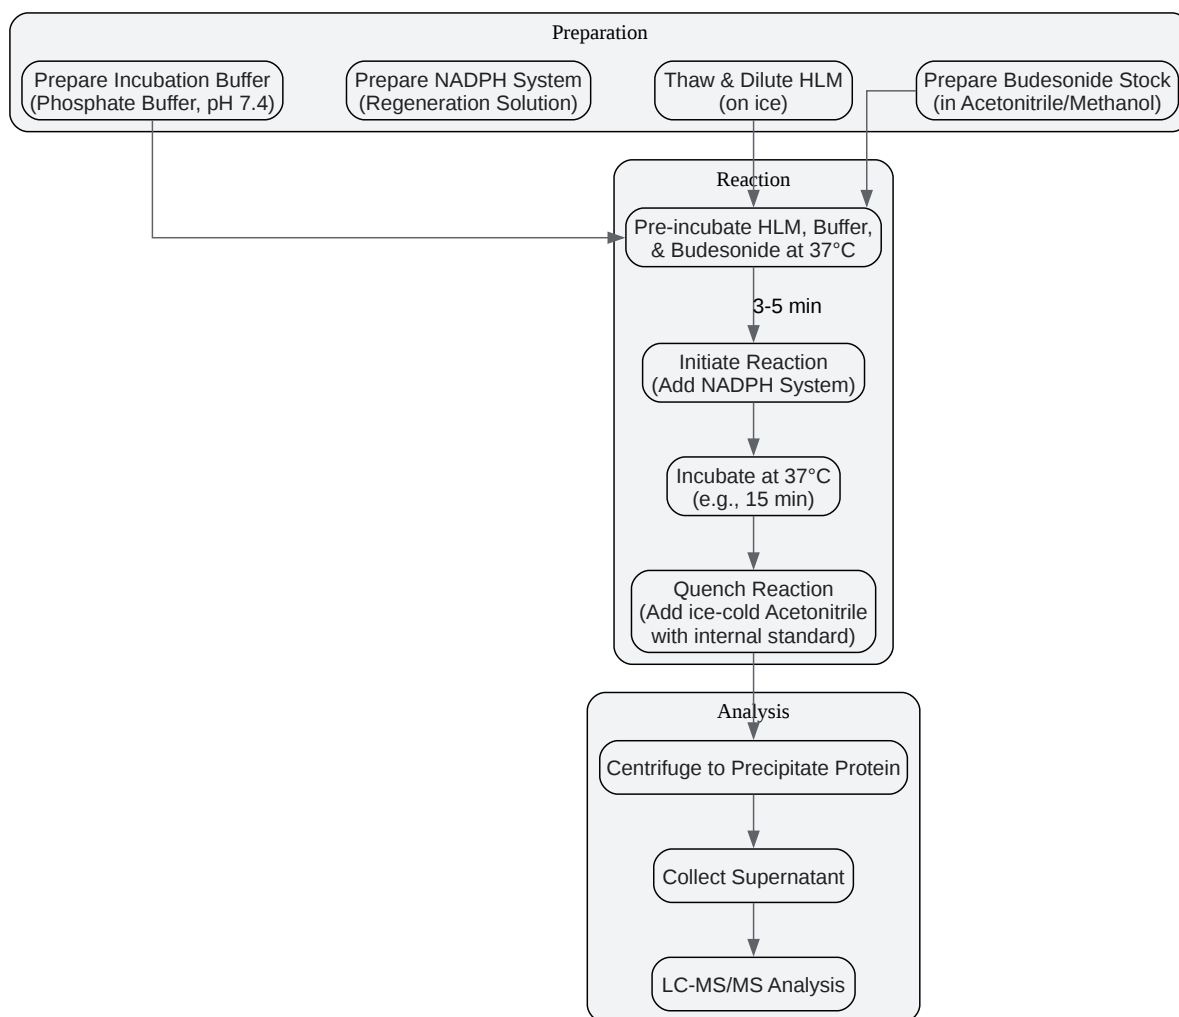 Preparation
Prepare Incubation Buffer
(Phosphate Buffer, pH 7.4)
Prepare NADPH System
(Regeneration Solution)
Thaw & Dilute HLM
(on ice)
Prepare Budesonide Stock
(in Acetonitrile/Methanol)
Reaction
Pre-incubate HLM, Buffer,
& Budesonide at 37°C
3-5 min
Initiate Reaction
(Add NADPH System)
Incubate at 37°C
(e.g., 15 min)
Quench Reaction
(Add ice-cold Acetonitrile
with internal standard)
Analysis
Centrifuge to Precipitate Protein
Collect Supernatant
LC-MS/MS Analysis